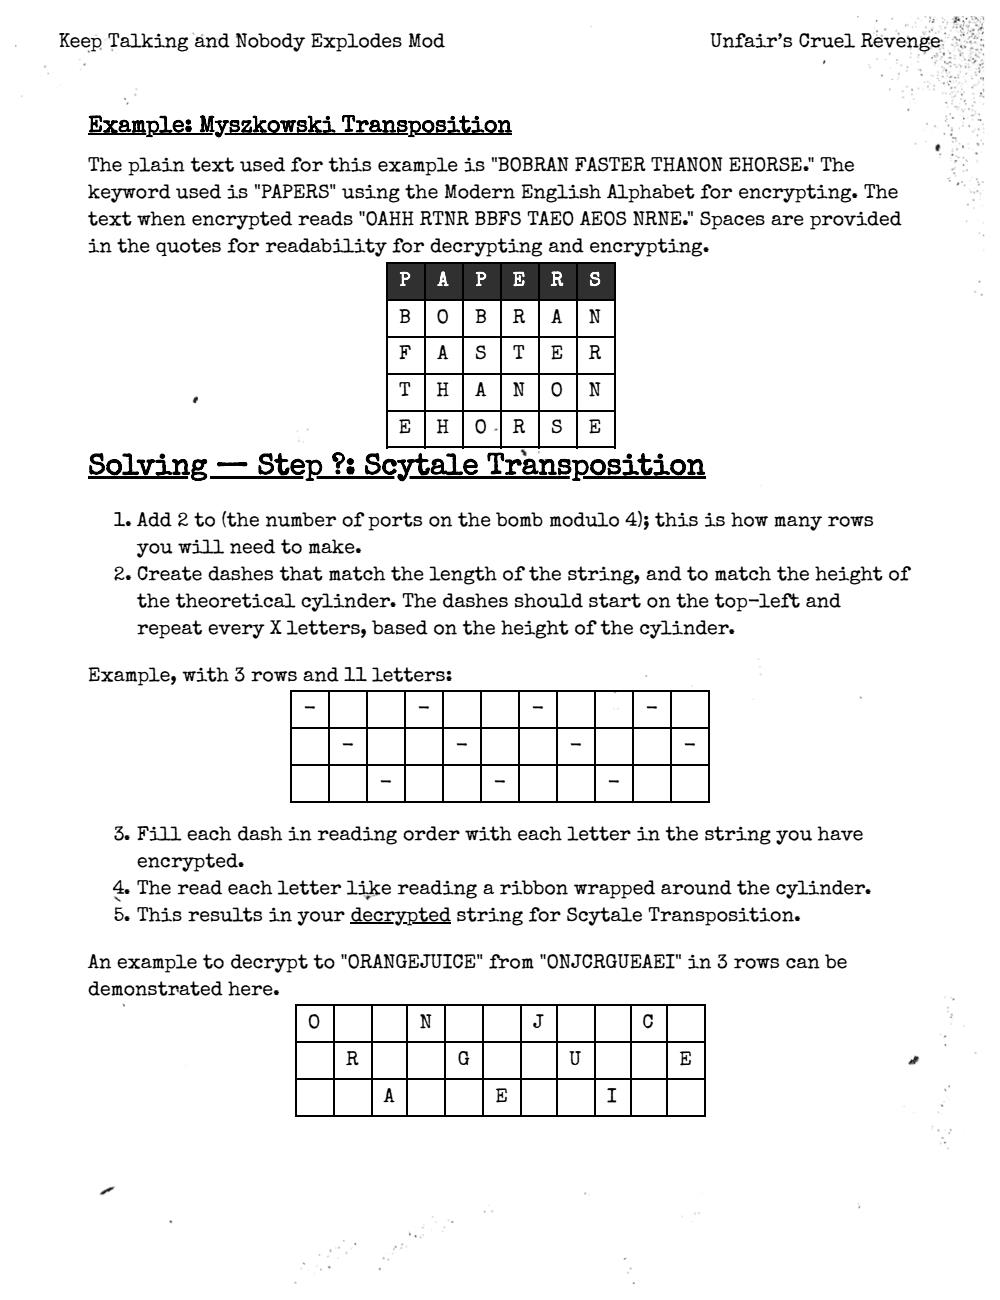 Keep Talking and Nobody Explodes Mod
Unfair's Cruel Revenge
Example: Myszkowski Transposition
The plain text used for this example is "BOBRAN FASTER THANON EHORSE." The
keyword used is "PAPERS" using the Modern English Alphabet for encrypting. The
text when encrypted reads "OAHH RTNR BBFS TAEO AEOS NRNE." Spaces are provided
in the quotes for readability for decrypting and encrypting.
P A P E R S
B O B R A N
F A S T E R
T H A N O N
E H O R S E
Solving — Step ?: Scytale Transposition
1. Add 2 to (the number of ports on the bomb modulo 4); this is how many rows
you will need to make.
2. Create dashes that match the length of the string, and to match the height of
the theoretical cylinder. The dashes should start on the top-left and
repeat every X letters, based on the height of the cylinder.
Example, with 3 rows and 11 letters:
- - - -
- - - -
- - -
3. Fill each dash in reading order with each letter in the string you have
encrypted.
4. The read each letter like reading a ribbon wrapped around the cylinder.
5. This results in your decrypted string for Scytale Transposition.
An example to decrypt to "ORANGEJUICE" from "ONJCRGUEAEI" in 3 rows can be
demonstrated here.
O N J C
R G U E
A E I